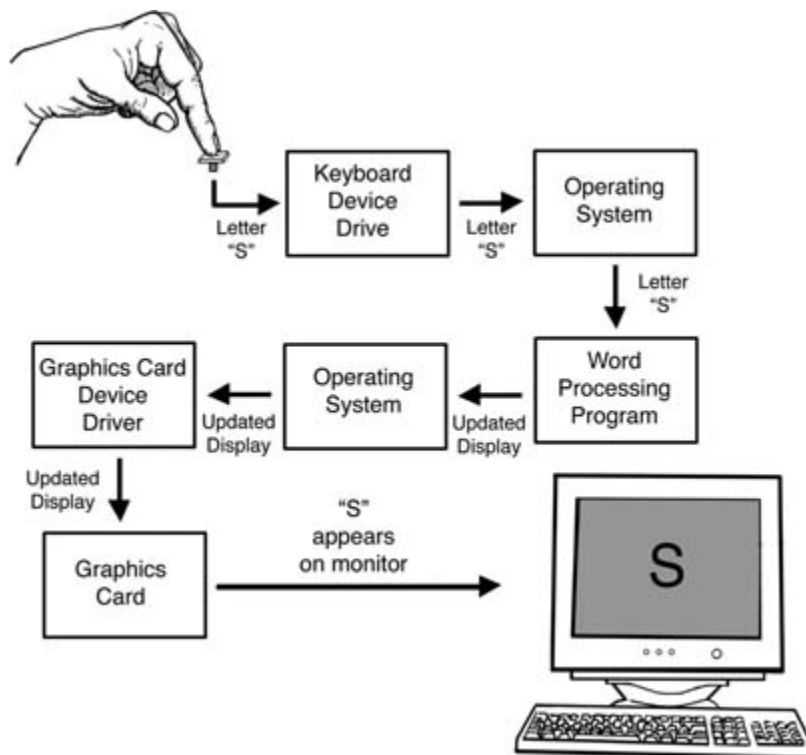 Keyboard
Device
Drive
Operating
System
Letter
“S”
Letter
“S”
Letter
“S”
Graphics Card
Device
Driver
Operating
System
Word
Processing
Program
Updated
Display
Updated
Display
Updated
Display
“S”
appears
on monitor
Graphics
Card
S